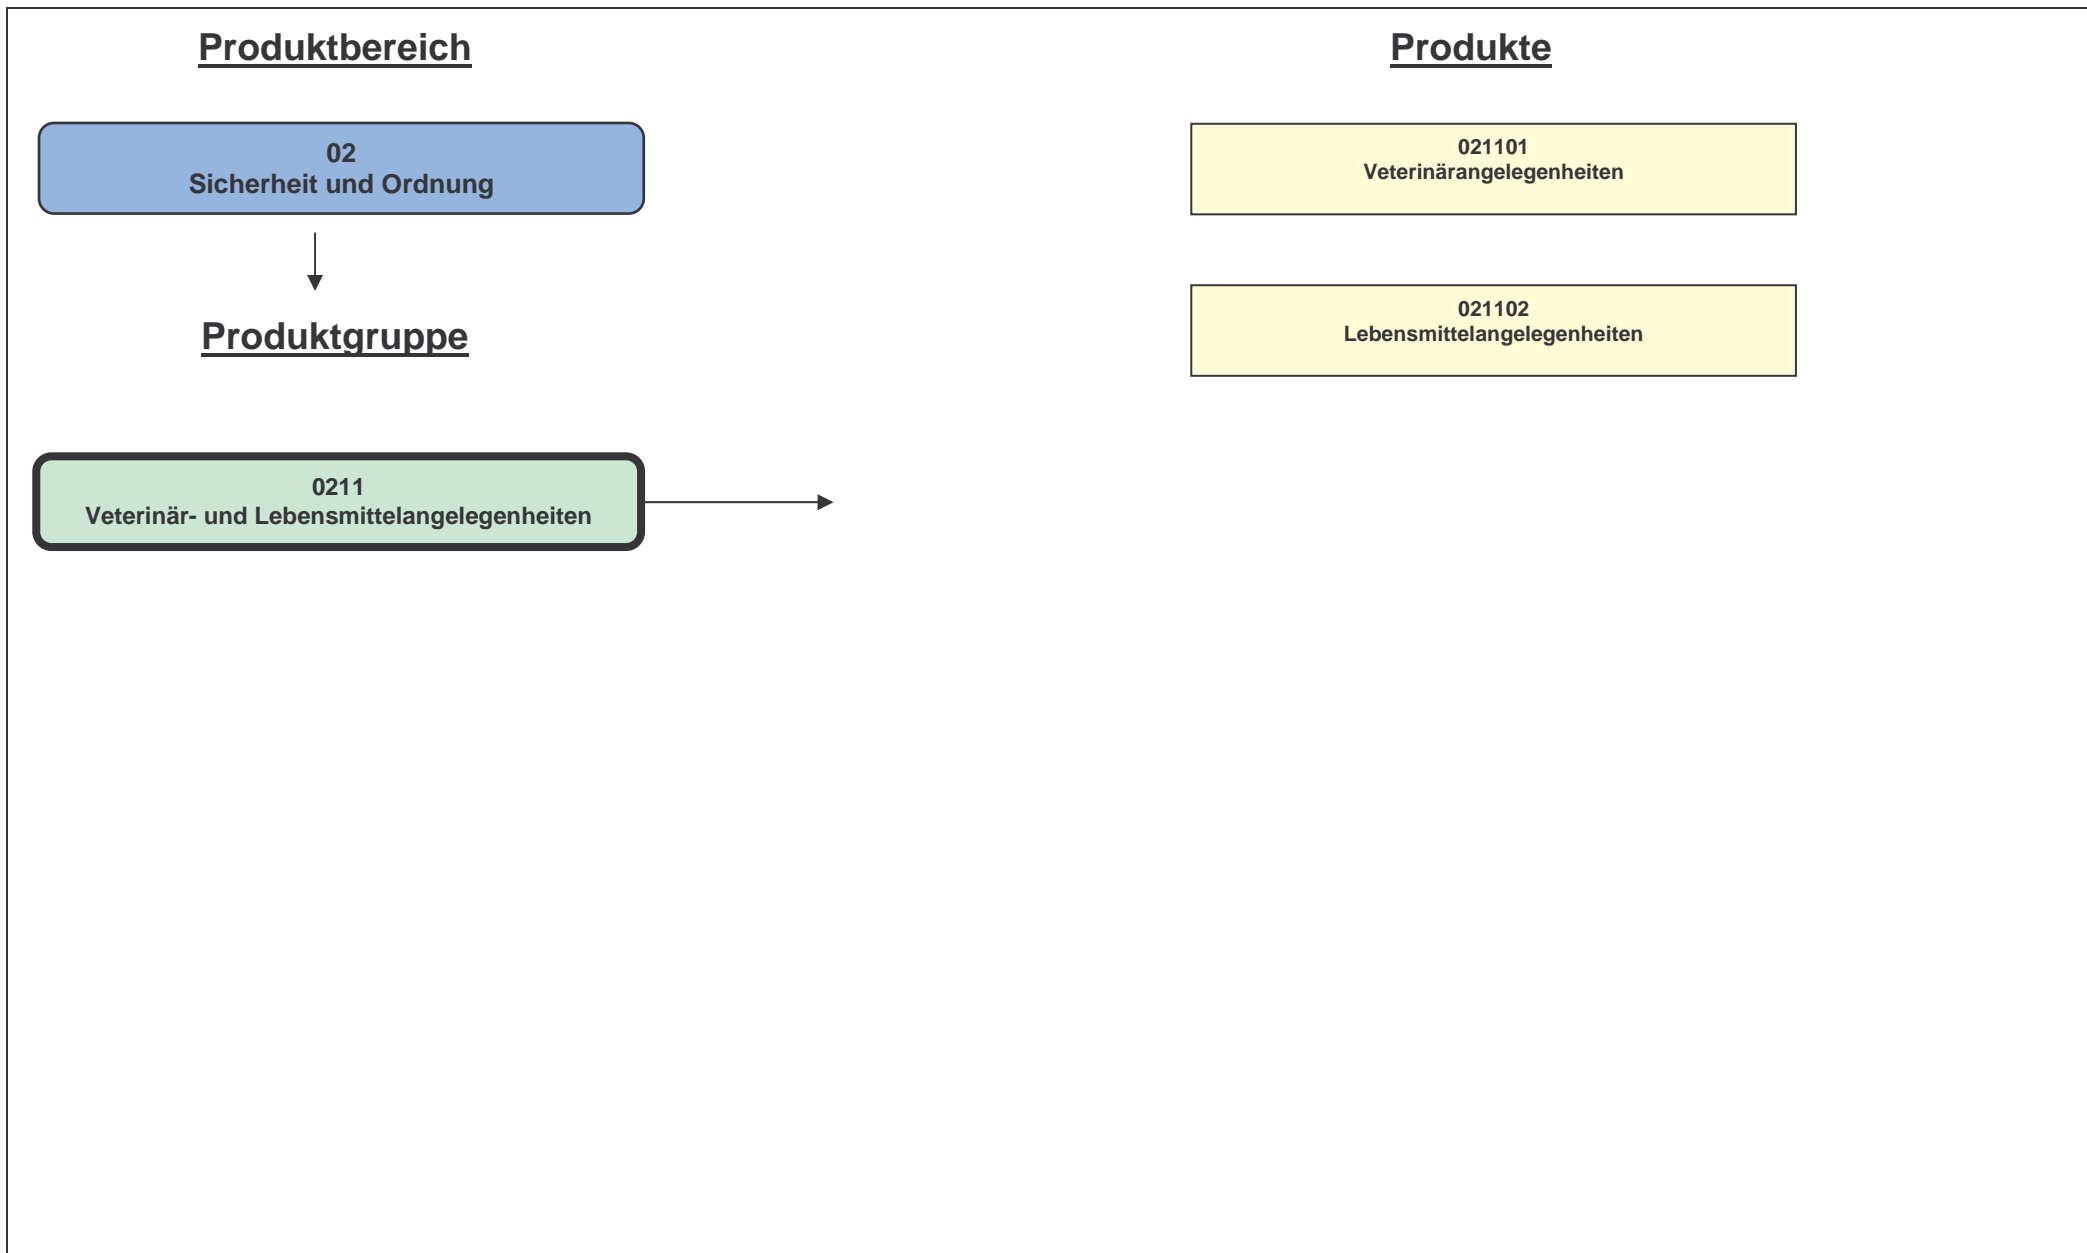 Produktbereich
02
Sicherheit und Ordnung
Produktgruppe
0211
Veterinär- und Lebensmittelangelegenheiten
Produkte
021101
Veterinärangelegenheiten
021102
Lebensmittelangelegenheiten